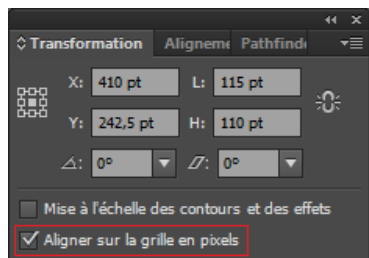 Transformation Aligneme Pathfinde
X: 410 pt L: 115 pt
Y: 242,5 pt H: 110 pt
0° 0°
Mise à l'échelle des contours et des effets
Aligner sur la grille en pixels